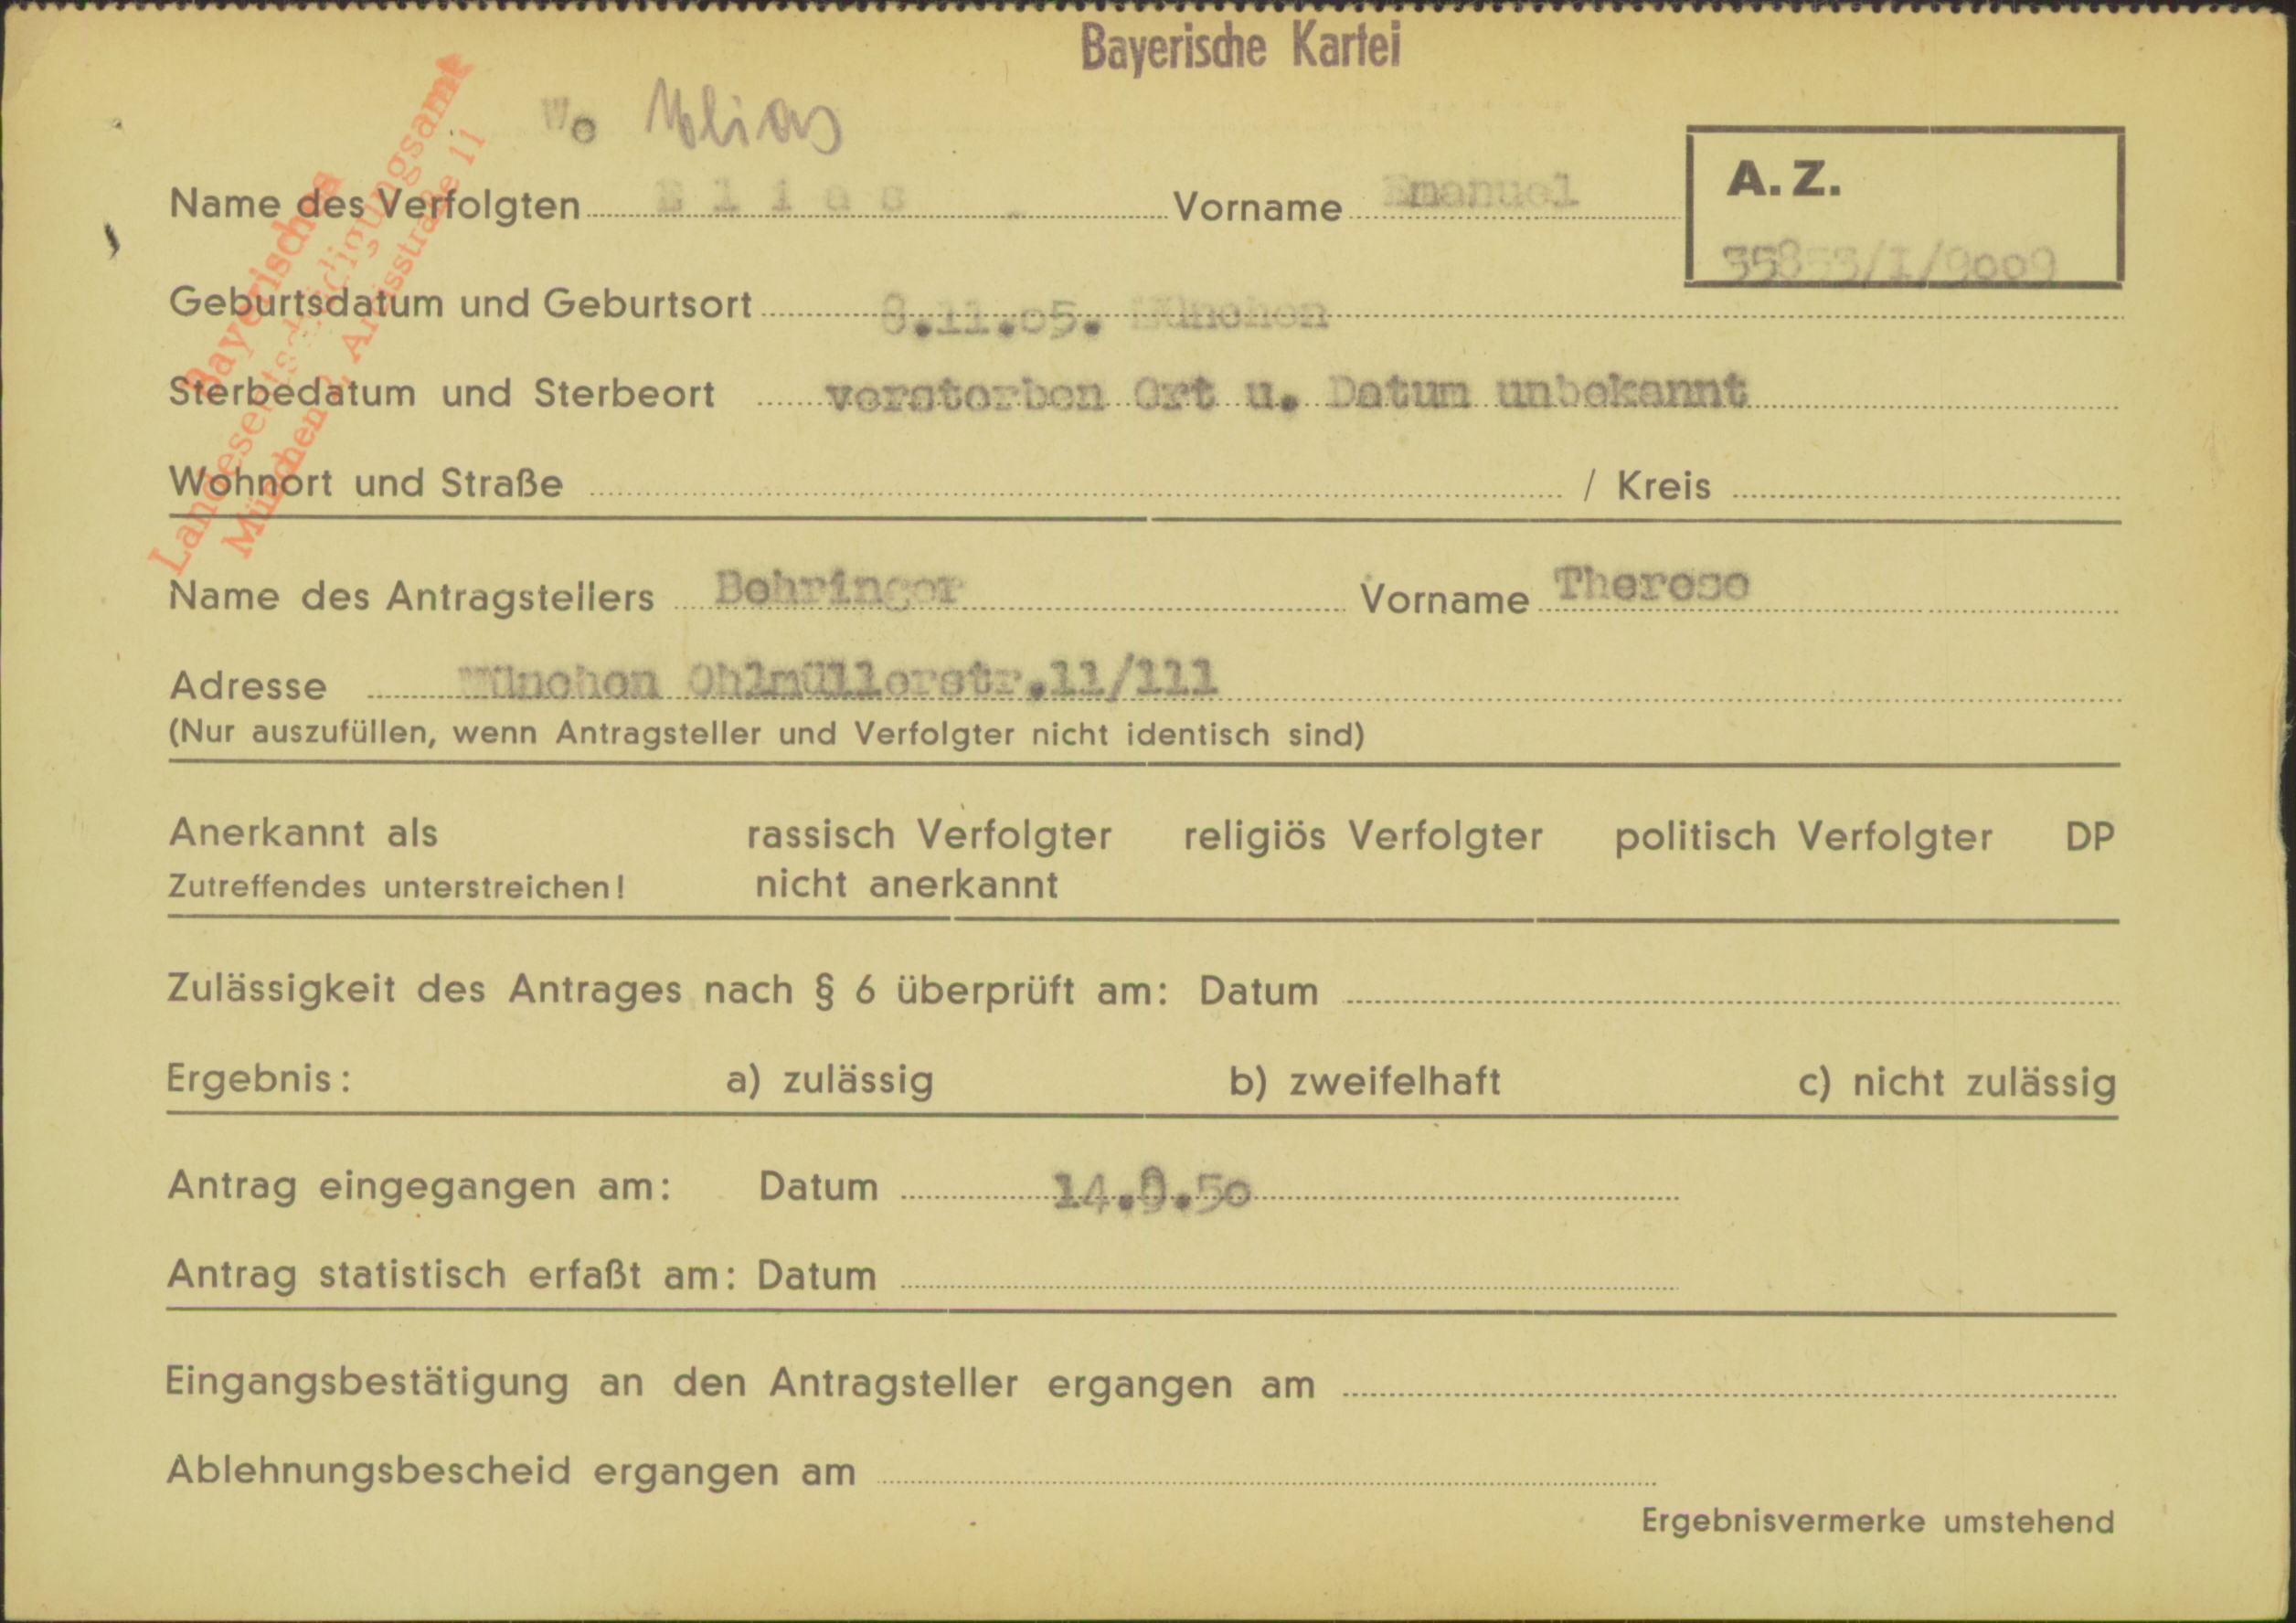 Bayerische Kartei
Wo
Bayerisches
Landesentschädigungsamt
München 2, Arcisstraße 11
Name des Verfolgten Elias Vorname Emanuel
A. Z.
35853/I/9009
Geburtsdatum und Geburtsort 8.11.05. München
Sterbedatum und Sterbeort verstorben Ort u. Datum unbekannt
Wohnort und Straße / Kreis
Name des Antragstellers Behringer Vorname Therese
Adresse München Ohlmüllerstr.11/111
(Nur auszufüllen, wenn Antragsteller und Verfolgter nicht identisch sind)
Anerkannt als rassisch Verfolgter religiös Verfolgter politisch Verfolgter DP
Zutreffendes unterstreichen! nicht anerkannt
Zulässigkeit des Antrages nach § 6 überprüft am: Datum
Ergebnis: a) zulässig b) zweifelhaft c) nicht zulässig
Antrag eingegangen am: Datum 14.9.50
Antrag statistisch erfaßt am: Datum
Eingangsbestätigung an den Antragsteller ergangen am
Ablehnungsbescheid ergangen am
Ergebnisvermerke umstehend